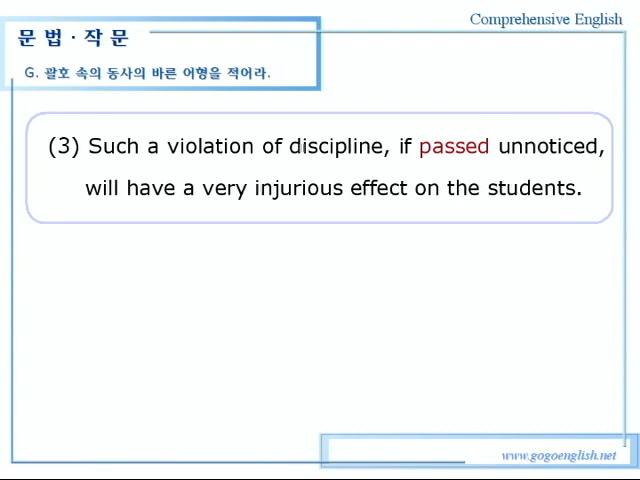 Comprehensive English
문 법 · 작 문
G. 괄호 속의 동사의 바른 어형을 적어라.
(3) Such a violation of discipline, if passed unnoticed,
will have a very injurious effect on the students.
www.gogoenglish.net